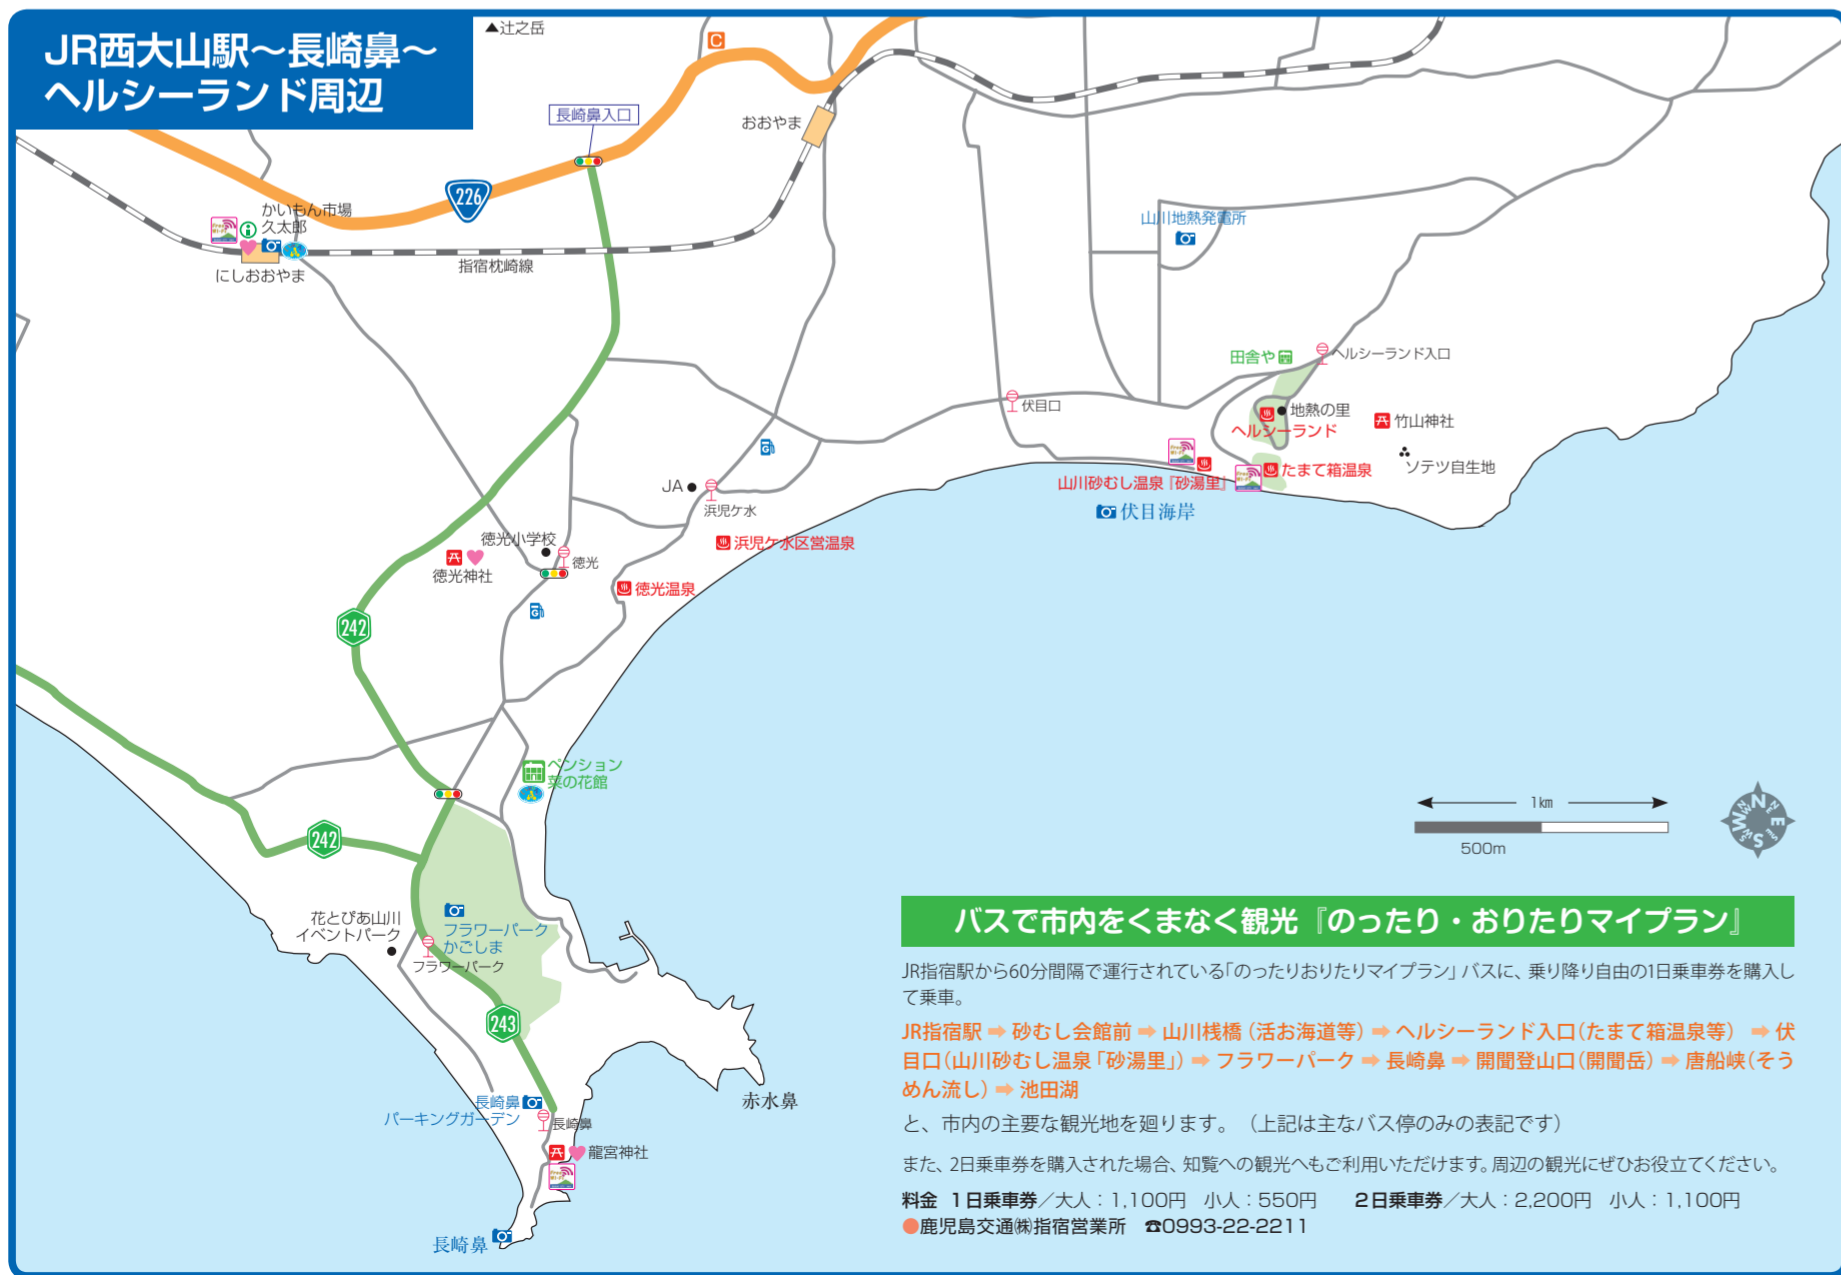 JR西大山駅〜長崎鼻〜
ヘルシーランド周辺
▲辻之岳
C
長崎鼻入口
おおやま
226
かいもん市場
久太郎
にしおおやま
指宿枕崎線
山川地熱発電所
田舎や
ヘルシーランド入口
伏目口
地熱の里
ヘルシーランド
竹山神社
たまて箱温泉
ソテツ自生地
山川砂むし温泉『砂湯里』
伏目海岸
JA
浜児ケ水
浜児ケ水区営温泉
徳光小学校
徳光
徳光神社
徳光温泉
242
ペンション
菜の花館
242
1km
500m
N
E
S
W
花とぴあ山川
イベントパーク
フラワーパーク
かごしま
フラワーパーク
243
長崎鼻
パーキングガーデン
長崎鼻
龍宮神社
赤水鼻
長崎鼻
バスで市内をくまなく観光『のったり・おりたりマイプラン』
JR指宿駅から60分間隔で運行されている「のったりおりたりマイプラン」バスに、乗り降り自由の1日乗車券を購入し
て乗車。
JR指宿駅 ➡ 砂むし会館前 ➡ 山川桟橋(活お海道等) ➡ ヘルシーランド入口(たまて箱温泉等) ➡ 伏
目口(山川砂むし温泉「砂湯里」) ➡ フラワーパーク ➡ 長崎鼻 ➡ 開聞登山口(開聞岳) ➡ 唐船峡(そう
めん流し) ➡ 池田湖
と、市内の主要な観光地を廻ります。(上記は主なバス停のみの表記です)
また、2日乗車券を購入された場合、知覧への観光へもご利用いただけます。周辺の観光にぜひお役立てください。
料金 1日乗車券/大人:1,100円 小人:550円 2日乗車券/大人:2,200円 小人:1,100円
●鹿児島交通㈱指宿営業所 ☎0993-22-2211